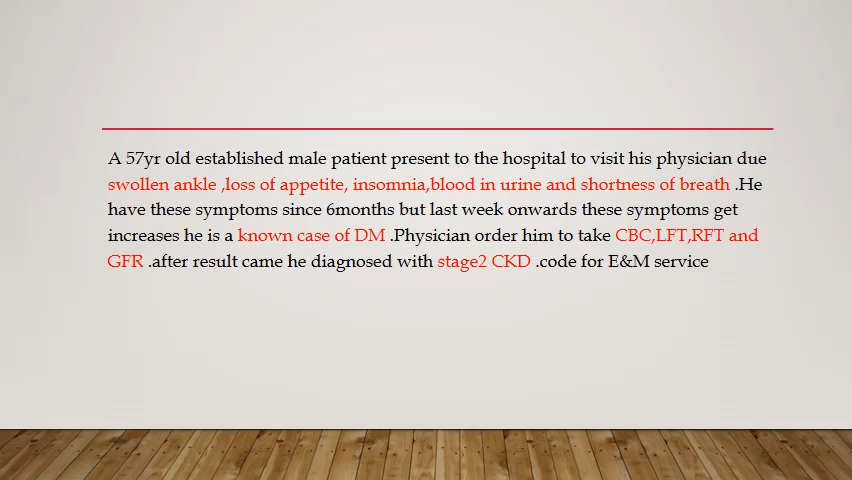 A 57yr old established male patient present to the hospital to visit his physician due
swollen ankle ,loss of appetite, insomnia,blood in urine and shortness of breath .He
have these symptoms since 6months but last week onwards these symptoms get
increases he is a known case of DM .Physician order him to take CBC,LFT,RFT and
GFR .after result came he diagnosed with stage2 CKD .code for E&M service